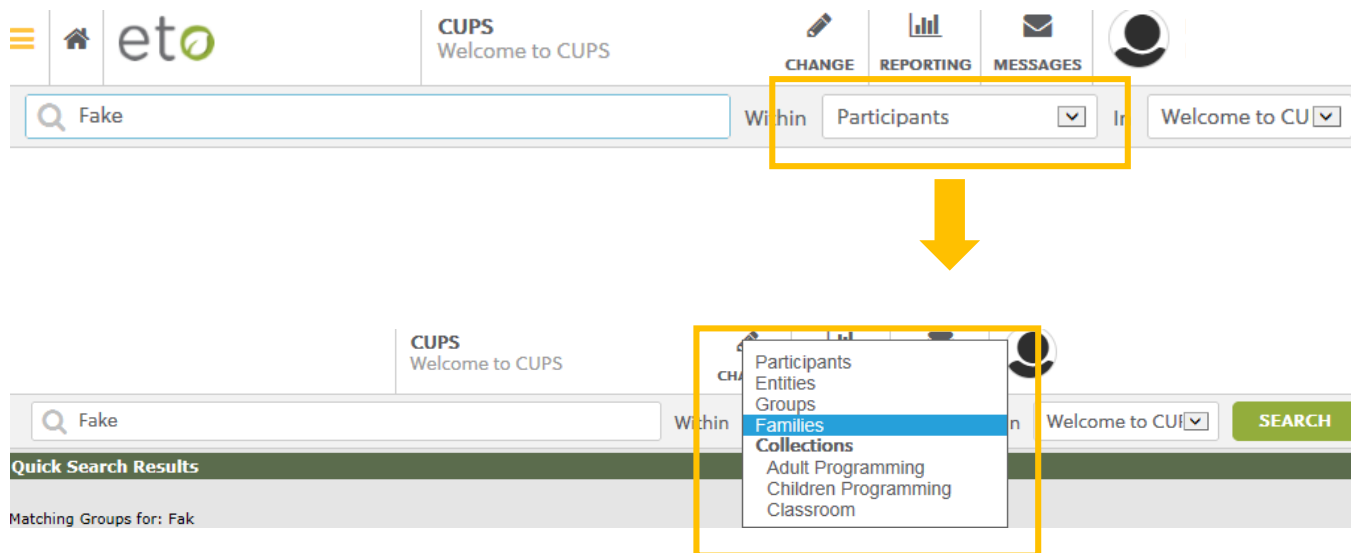 eto
CUPS
Welcome to CUPS
CHANGE
REPORTING
MESSAGES
Fake
Within
Participants
In
Welcome to CU
CUPS
Welcome to CUPS
Fake
Within
Participants
Entities
Groups
Families
Collections
Adult Programming
Children Programming
Classroom
Welcome to CU
SEARCH
Quick Search Results
Matching Groups for: Fak